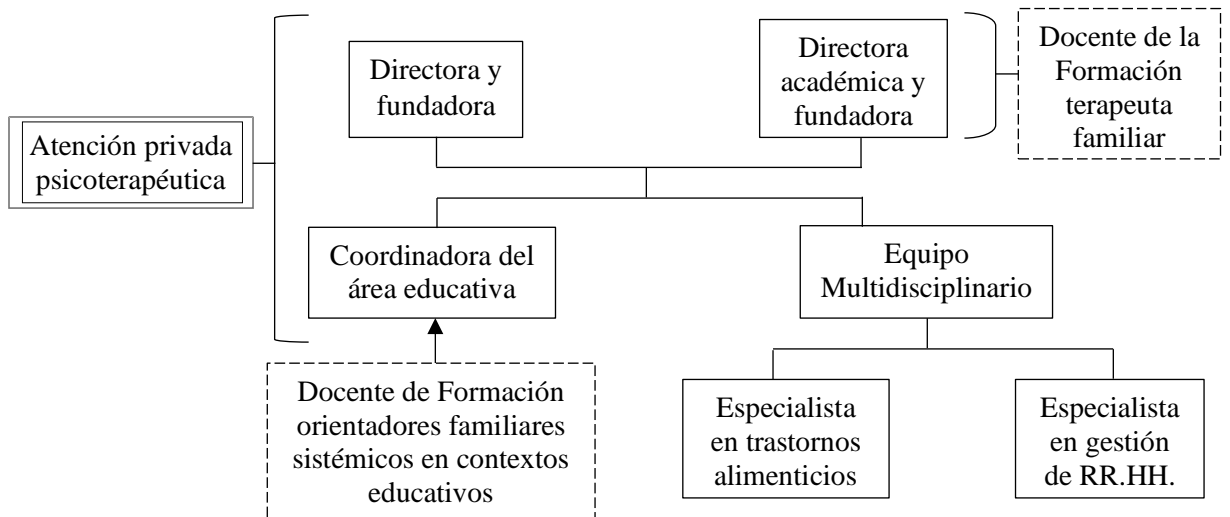 Directora y
fundadora
Directora
académica y
fundadora
Docente de la
Formación
terapeuta
familiar
Atención privada
psicoterapéutica
Coordinadora del
área educativa
Equipo
Multidisciplinario
Docente de Formación
orientadores familiares
sistémicos en contextos
educativos
Especialista
en trastornos
alimenticios
Especialista
en gestión
de RR.HH.